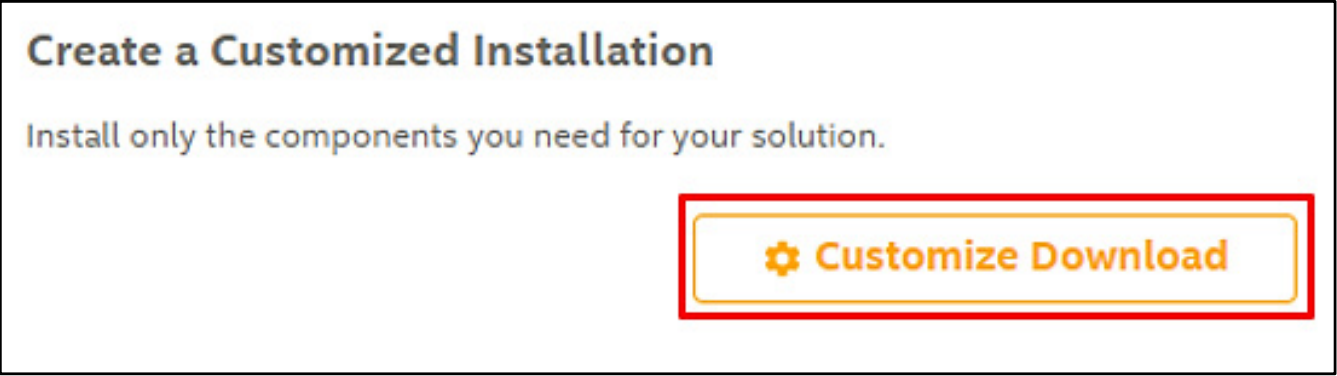 Create a Customized Installation
Install only the components you need for your solution.
Customize Download